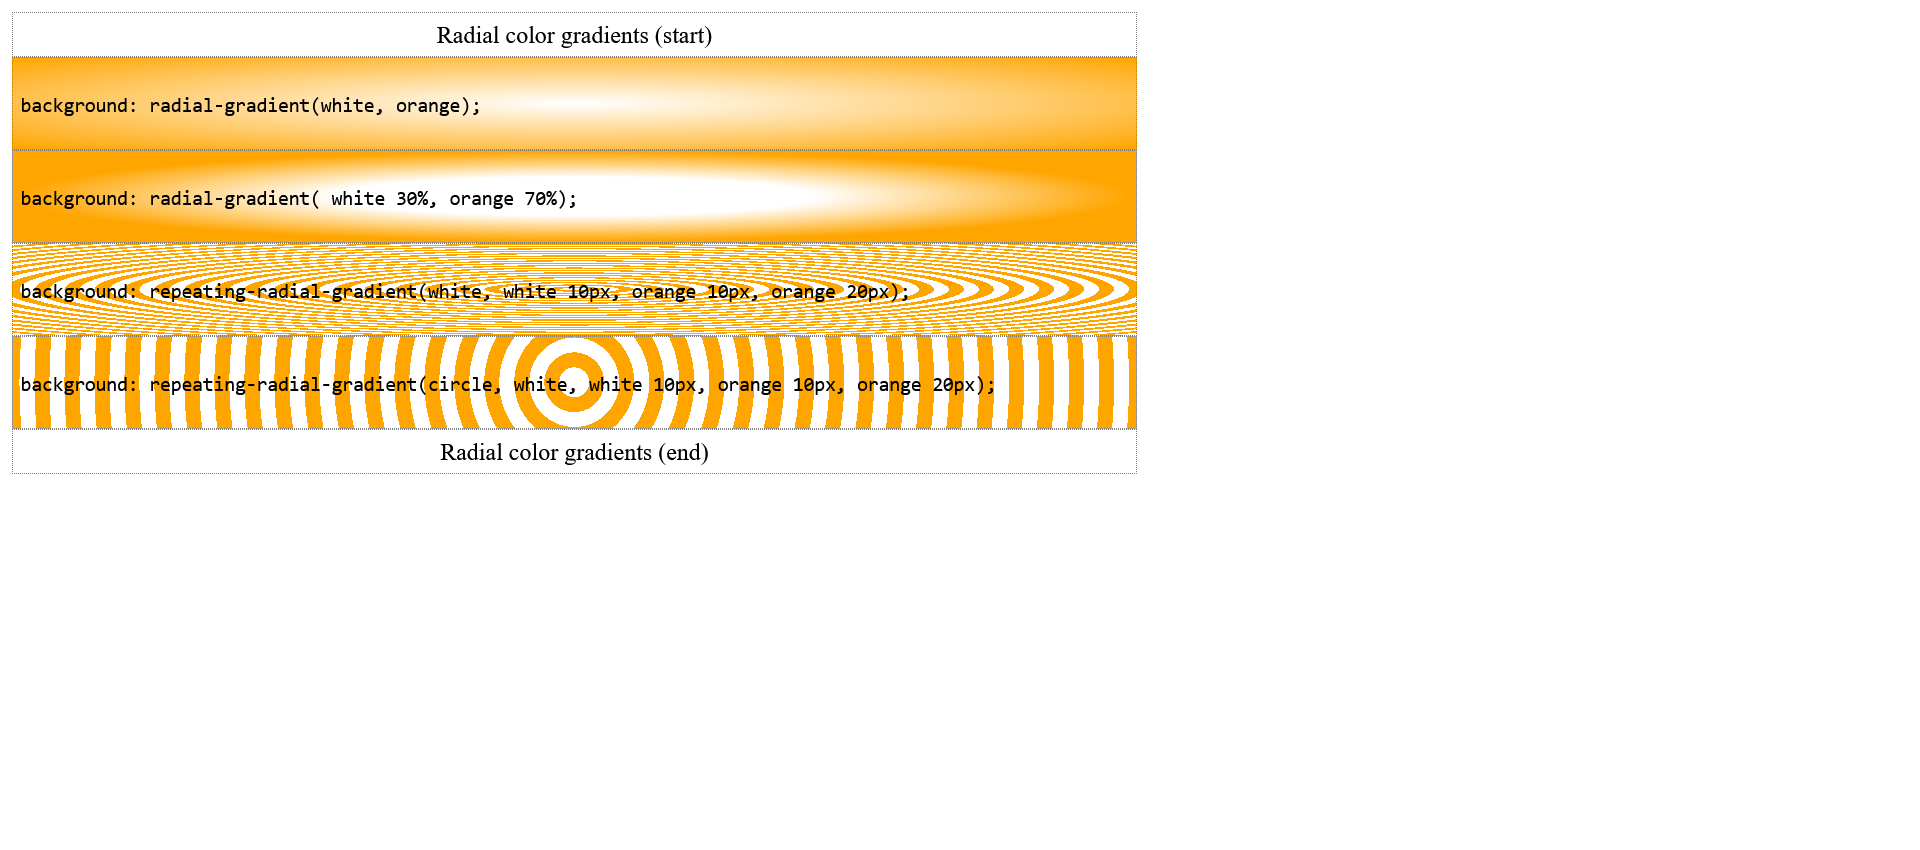 Radial color gradients (start)
background: radial-gradient(white, orange);
background: radial-gradient( white 30%, orange 70%);
background: repeating-radial-gradient(white, white 10px, orange 10px, orange 20px);
background: repeating-radial-gradient(circle, white, white 10px, orange 10px, orange 20px);
Radial color gradients (end)